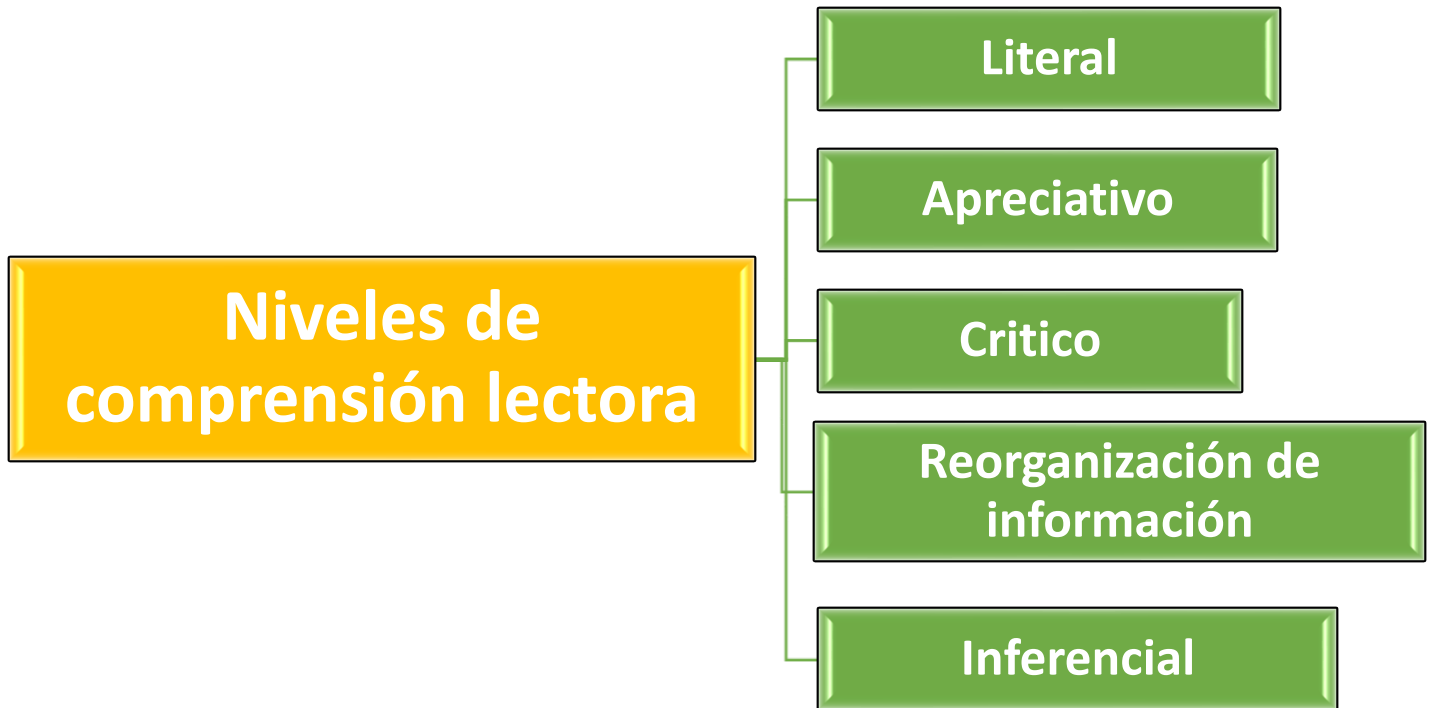 Niveles de
comprensión lectora
Literal
Apreciativo
Critico
Reorganización de
información
Inferencial